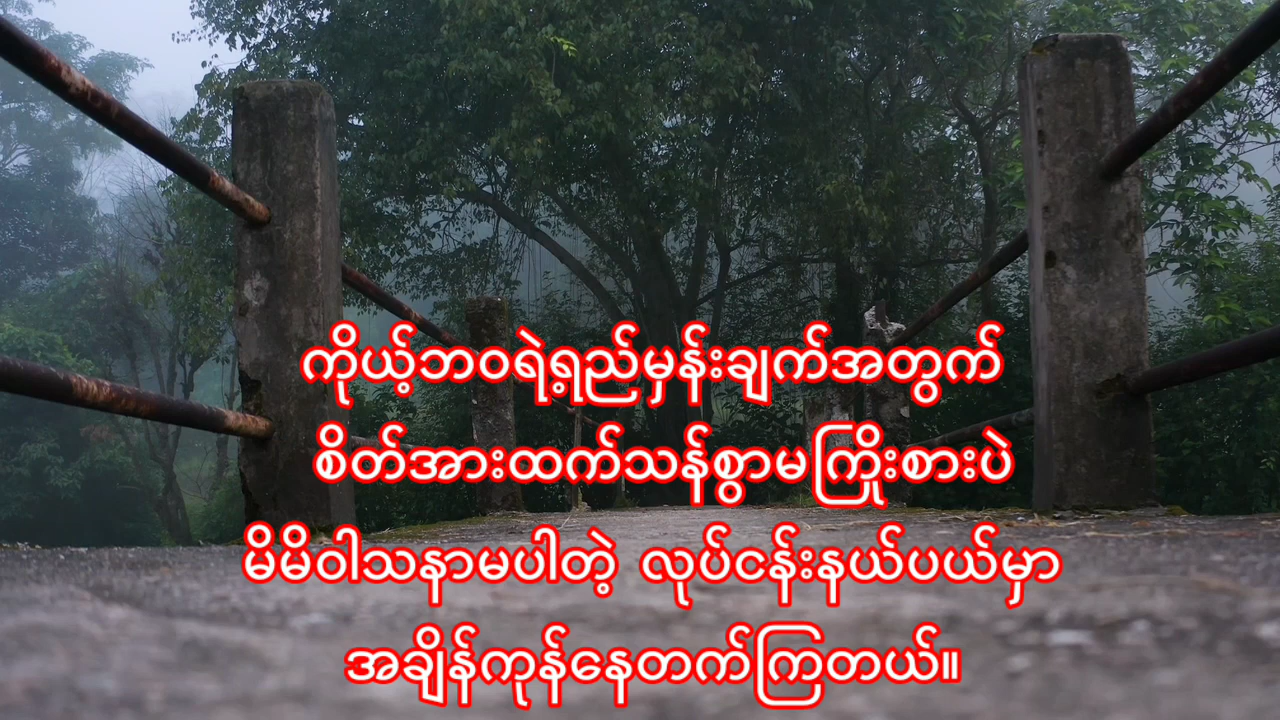 ကိုယ့်ဘဝရဲ့ရည်မှန်းချက်အတွက်
စိတ်အားထက်သန်စွာမကြိုးစားပဲ
မိမိဝါသနာမပါတဲ့ လုပ်ငန်းနယ်ပယ်မှာ
အချိန်ကုန်နေတက်ကြတယ်။